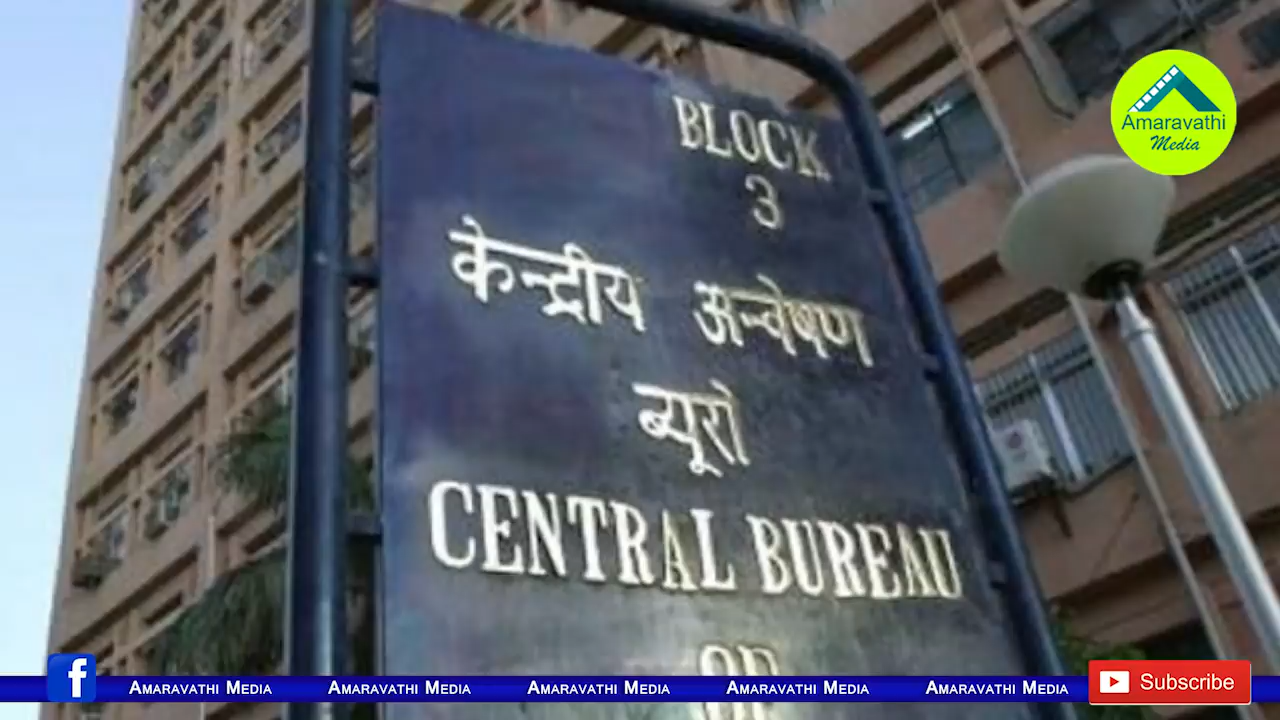 BLOCK
3
केन्द्रीय अन्वेषण
ब्यूरो
CENTRAL BUREAU
OF
Amaravathi
Media
Amaravathi Media Amaravathi Media Amaravathi Media Amaravathi Media Amaravathi Media
Subscribe